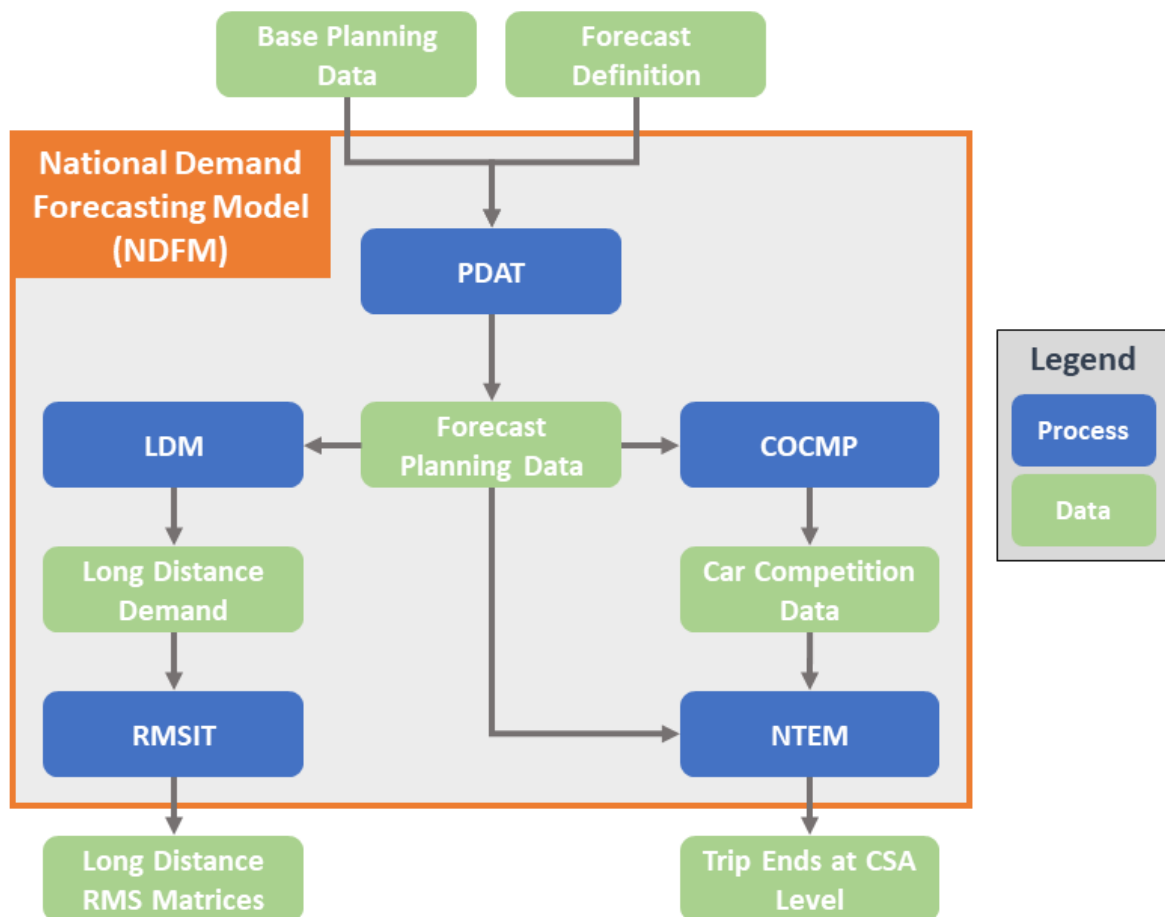 Base Planning
Data
Forecast
Definition
National Demand
Forecasting Model
(NDFM)
PDAT
LDM
Forecast
Planning Data
COCMP
Legend
Process
Data
Long Distance
Demand
Car Competition
Data
RMSIT
NTEM
Long Distance
RMS Matrices
Trip Ends at CSA
Level